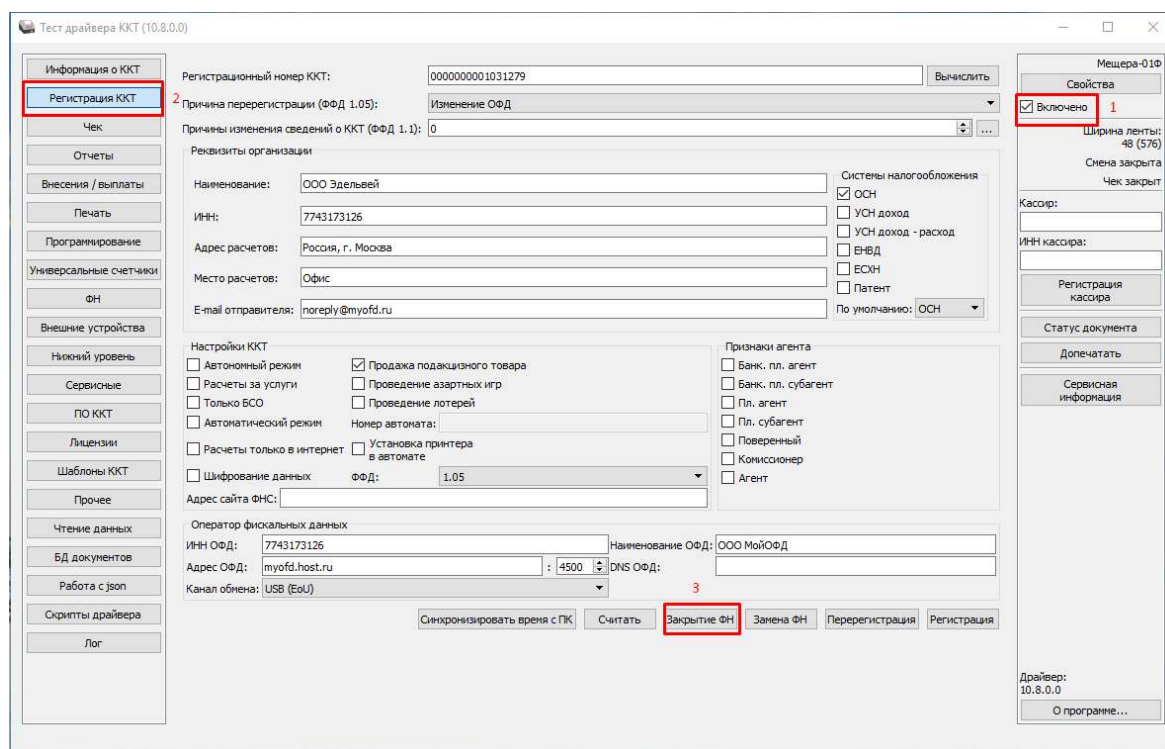 Тест драйвера ККТ (10.8.0.0)
Информация о ККТ
Регистрация ККТ
2
Чек
Отчеты
Внесения / выплаты
Печать
Программирование
Универсальные счетчики
ФН
Внешние устройства
Нижний уровень
Сервисные
ПО ККТ
Лицензии
Шаблоны ККТ
Прочее
Чтение данных
БД документов
Работа с json
Скрипты драйвера
Лог
Регистрационный номер ККТ: 0000000001031279 Вычислить
Причина перерегистрации (ФФД 1.05): Изменение ОФД
Причины изменения сведений о ККТ (ФФД 1.1): 0 ...
Реквизиты организации
Наименование: ООО Эдельвей
ИНН: 7743173126
Адрес расчетов: Россия, г. Москва
Место расчетов: Офис
E-mail отправителя: noreply@myofd.ru
Системы налогообложения
ОСН
УСН доход
УСН доход - расход
ЕНВД
ЕСХН
Патент
По умолчанию: ОСН
Настройки ККТ
Автономный режим Продажа подакцизного товара
Расчеты за услуги Проведение азартных игр
Только БСО Проведение лотерей
Автоматический режим Номер автомата:
Расчеты только в интернет Установка принтера
в автомате
Шифрование данных ФФД: 1.05
Адрес сайта ФНС:
Признаки агента
Банк. пл. агент
Банк. пл. субагент
Пл. агент
Пл. субагент
Поверенный
Комиссионер
Агент
Оператор фискальных данных
ИНН ОФД: 7743173126 Наименование ОФД: ООО МойОФД
Адрес ОФД: myofd.host.ru : 4500 DNS ОФД:
Канал обмена: USB (EoU)
3
Синхронизировать время с ПК Считать Закрытие ФН Замена ФН Перерегистрация Регистрация
Мещера-01Ф
Свойства
Включено 1
Ширина ленты:
48 (576)
Смена закрыта
Чек закрыт
Кассир:
ИНН кассира:
Регистрация
кассира
Статус документа
Допечатать
Сервисная
информация
Драйвер:
10.8.0.0
О программе...